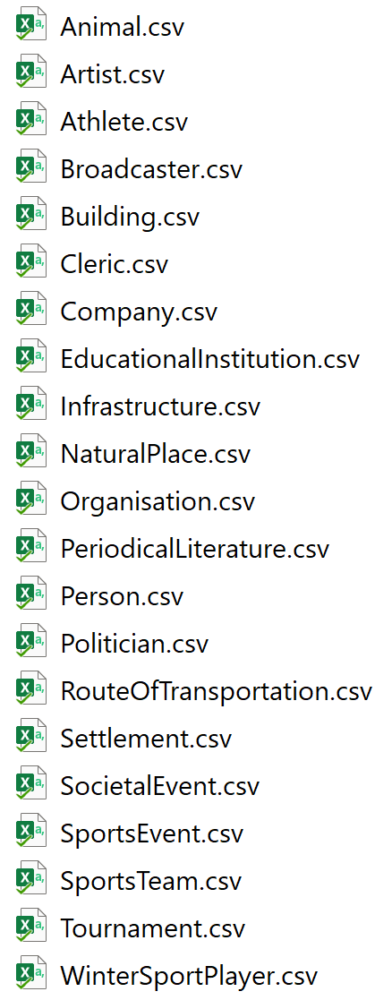 Animal.csv
Artist.csv
Athlete.csv
Broadcaster.csv
Building.csv
Cleric.csv
Company.csv
EducationalInstitution.csv
Infrastructure.csv
NaturalPlace.csv
Organisation.csv
PeriodicalLiterature.csv
Person.csv
Politician.csv
RouteOfTransportation.csv
Settlement.csv
SocietalEvent.csv
SportsEvent.csv
SportsTeam.csv
Tournament.csv
WinterSportPlayer.csv